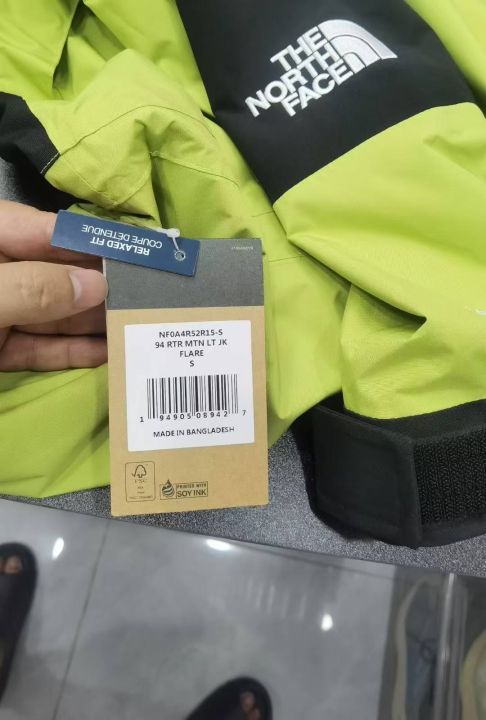 THE
NORTH
FACE
RELAXED FIT
COUPE DETENDUE
NF0A4R52R15-S
94 RTR MTN LT JK
FLARE
S
1 94905 08942 7
MADE IN BANGLADESH
FSC
PRINTED WITH
SOY INK